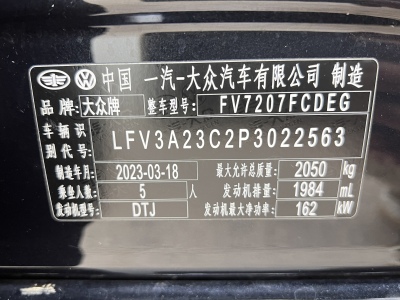 中国 一汽-大众汽车有限公司 制造
品 牌: 大众牌 整车型号: FV7207FCDEG
车 辆 识 别 代 号: LFV3A23C2P3022563
制造年月 2023-03-18 最大允许总质量: 2050 kg
乘坐人数: 5 人 发动机排量: 1984 mL
发动机型号 DTJ 发动机最大净功率: 162 kW